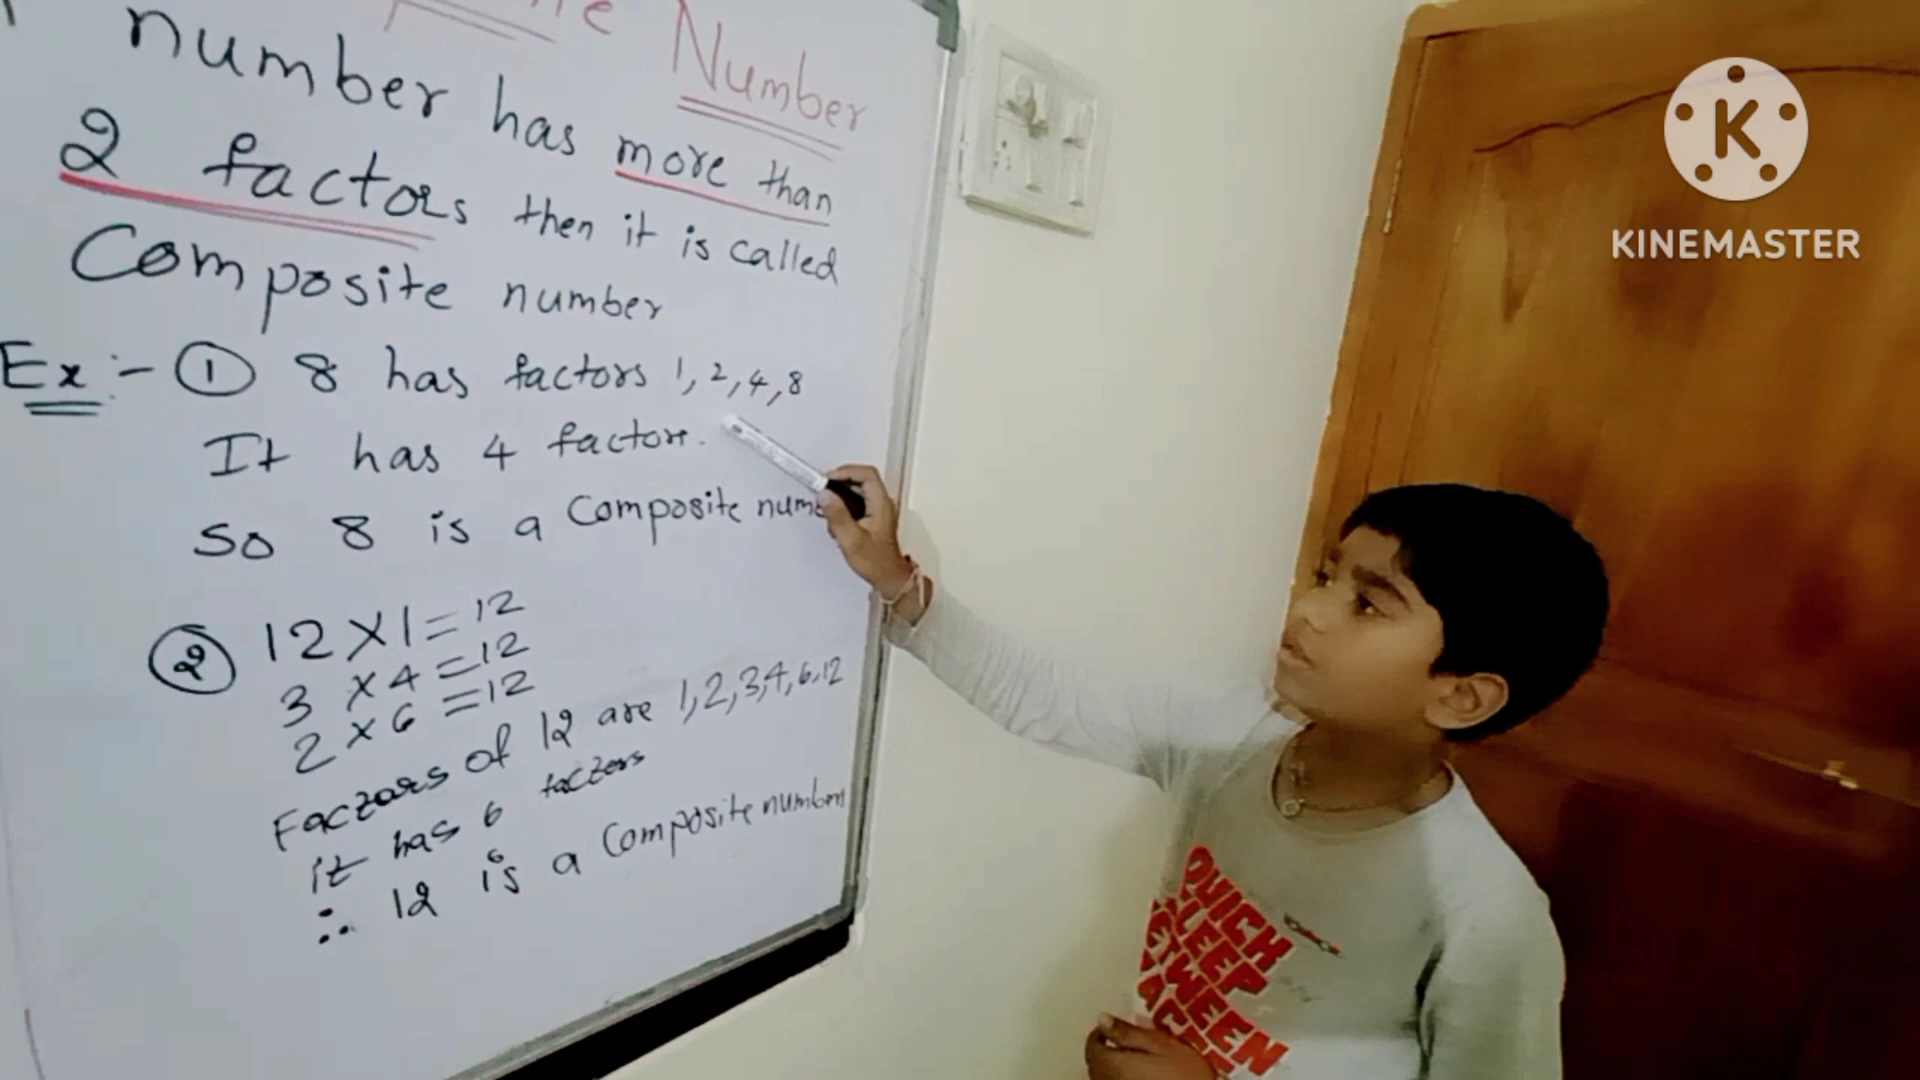 Number
number has more than
2 factors then it is called
Composite number
Ex:- ① 8 has factors 1, 2, 4, 8
It has 4 factors.
So 8 is a Composite
② 12 X 1 = 12
3 X 4 = 12
2 X 6 = 12
Factors of 12 are 1, 2, 3, 4, 6, 12
it has 6 factors
∴ 12 is a Composite number
K
KINEMASTER
SLEEP
BETWEEN